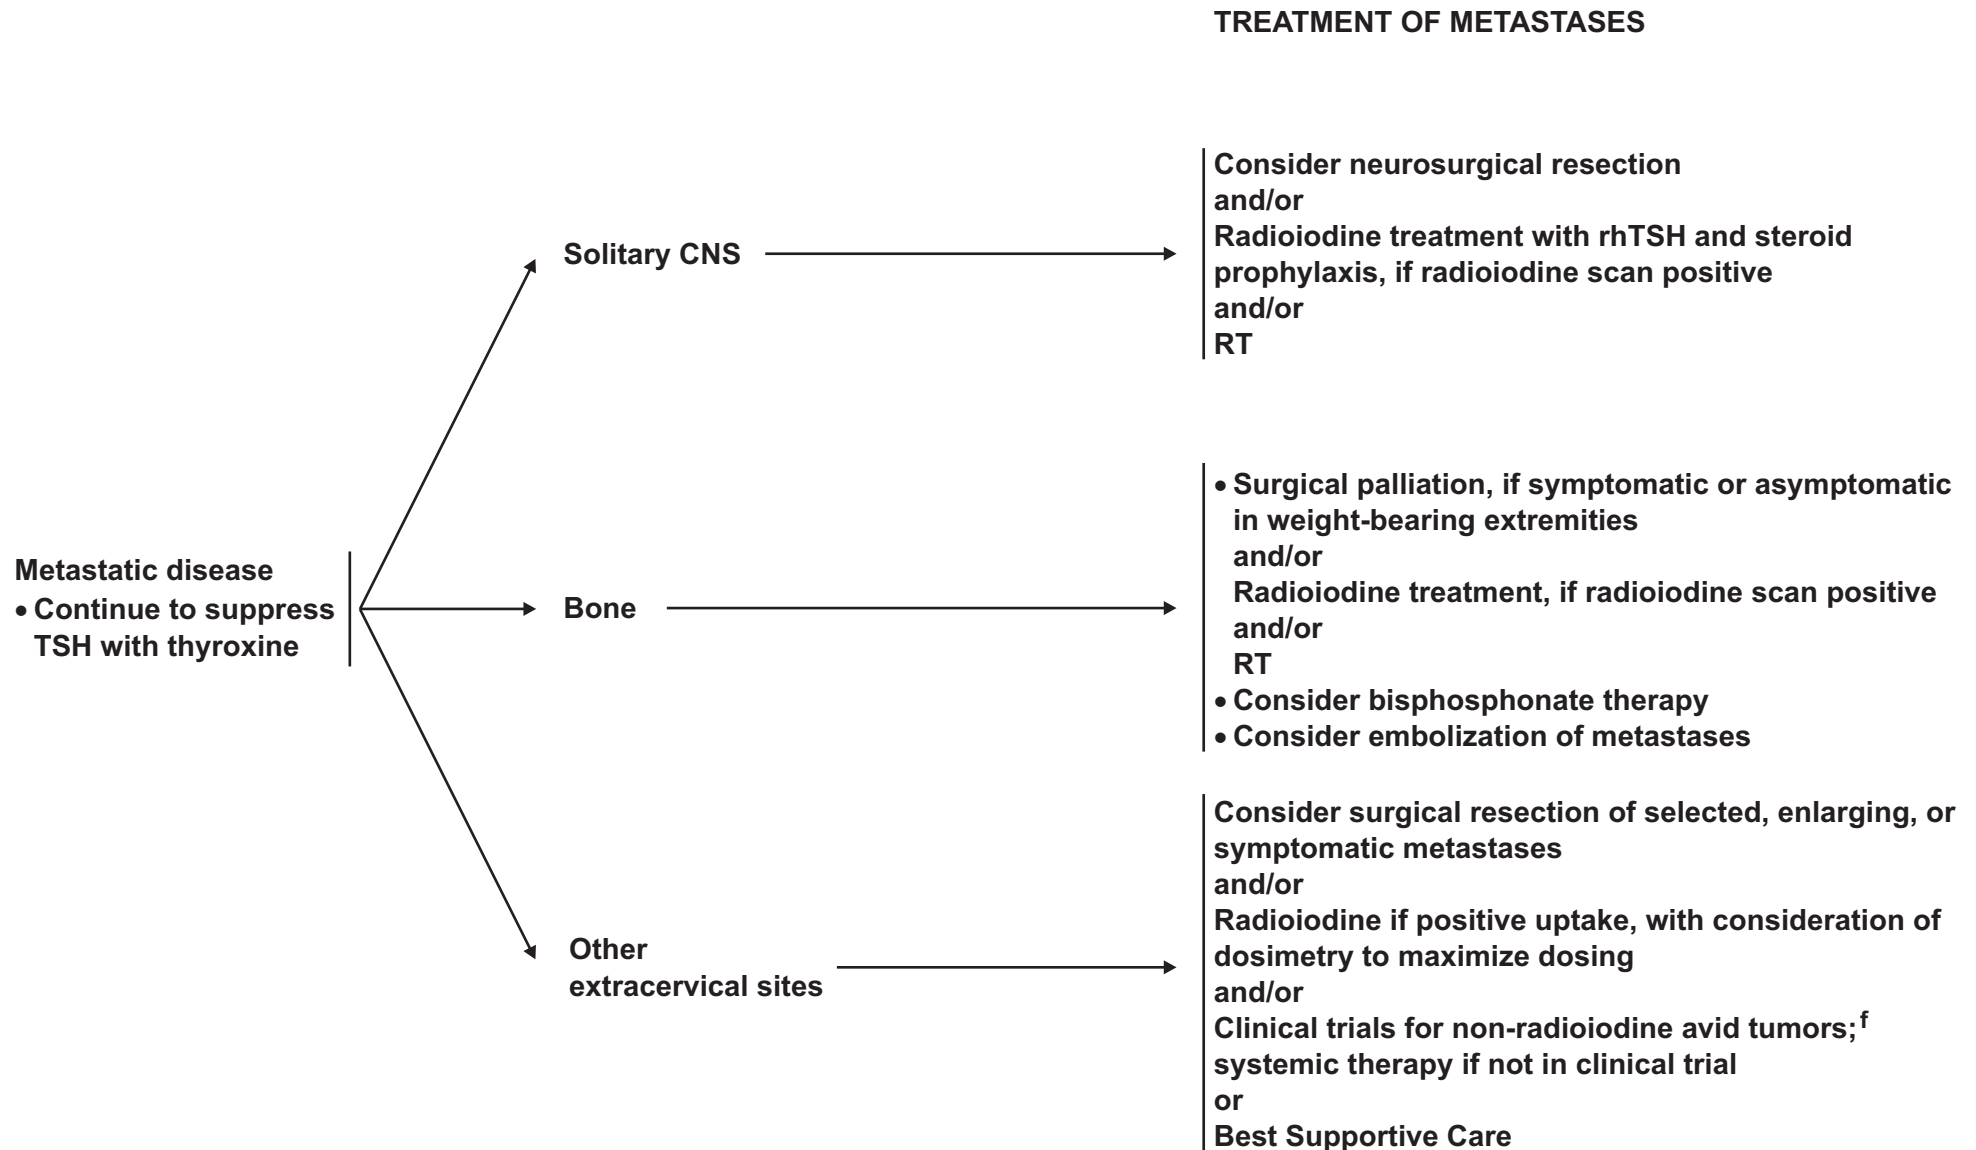 TREATMENT OF METASTASES
Metastatic disease
• Continue to suppress
TSH with thyroxine
Solitary CNS
Consider neurosurgical resection
and/or
Radioiodine treatment with rhTSH and steroid
prophylaxis, if radioiodine scan positive
and/or
RT
Bone
• Surgical palliation, if symptomatic or asymptomatic
in weight-bearing extremities
and/or
Radioiodine treatment, if radioiodine scan positive
and/or
RT
• Consider bisphosphonate therapy
• Consider embolization of metastases
Other
extracervical sites
Consider surgical resection of selected, enlarging, or
symptomatic metastases
and/or
Radioiodine if positive uptake, with consideration of
dosimetry to maximize dosing
and/or
Clinical trials for non-radioiodine avid tumors;f
systemic therapy if not in clinical trial
or
Best Supportive Care